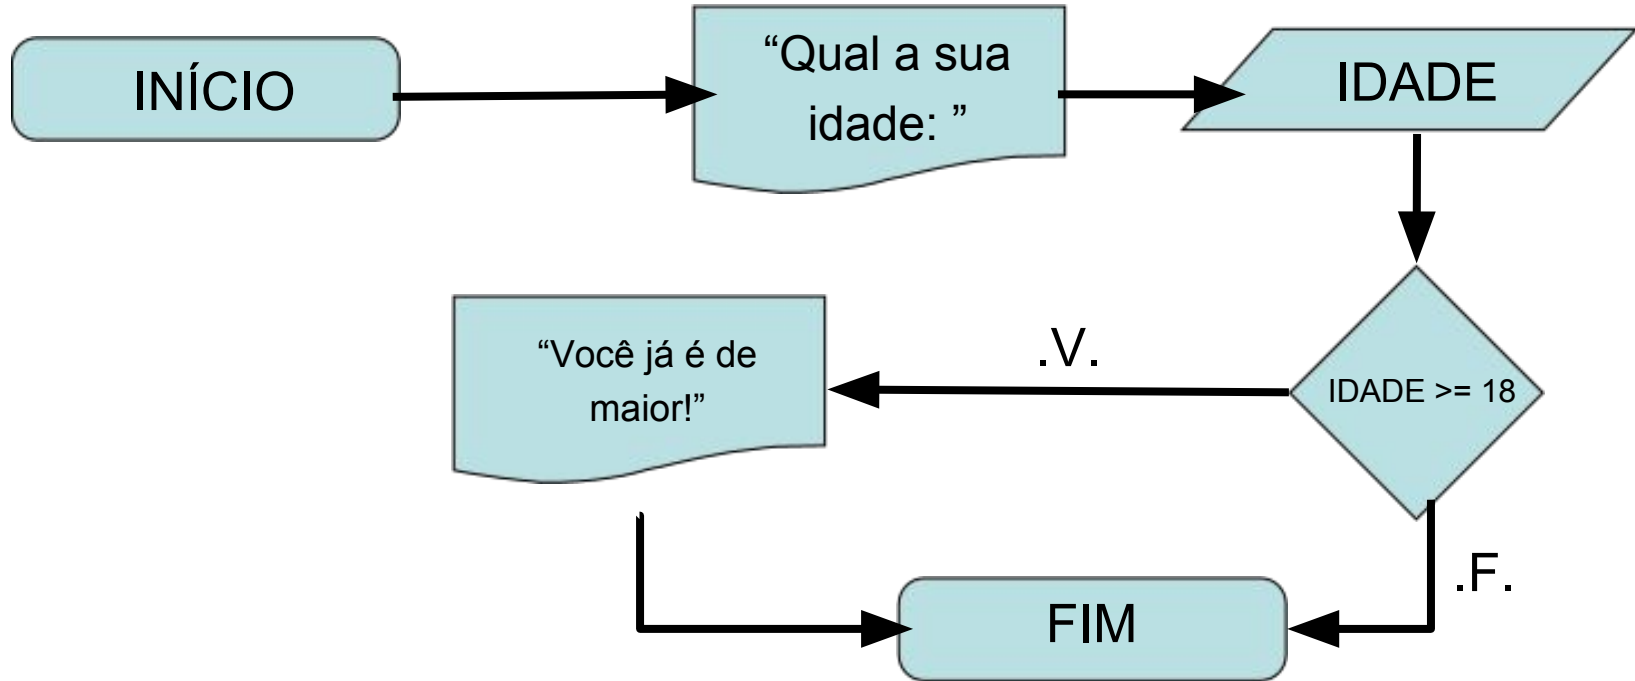 INÍCIO
“Qual a sua
idade: ”
IDADE
IDADE >= 18
.V.
“Você já é de
maior!”
.F.
FIM